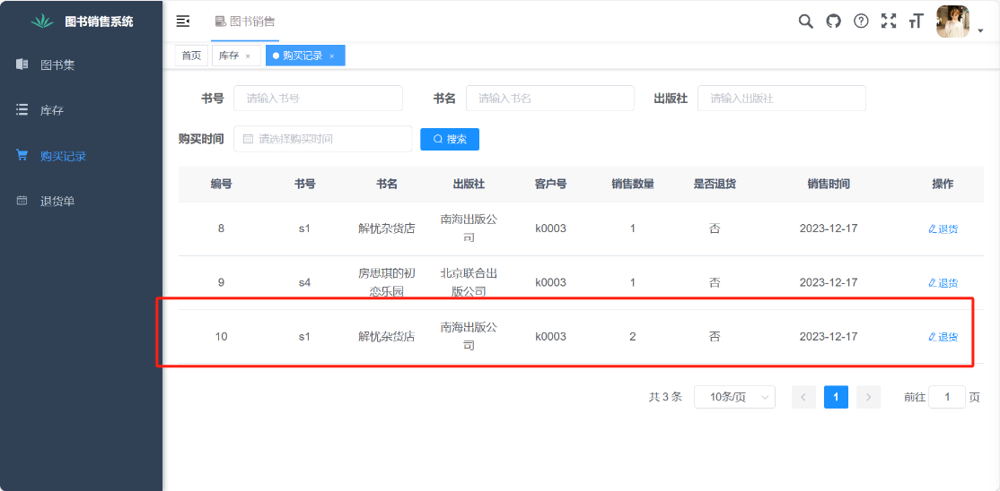 图书销售系统
图书销售
首页 库存 × 购买记录 ×
图书集
库存
购买记录
退货单
书号 请输入书号 书名 请输入书名 出版社 请输入出版社
购买时间 请选择购买时间 搜索
编号 书号 书名 出版社 客户号 销售数量 是否退货 销售时间 操作
8 s1 解忧杂货店 南海出版公
司 k0003 1 否 2023-12-17 退货
9 s4 房思琪的初
恋乐园 北京联合出
版公司 k0003 1 否 2023-12-17 退货
10 s1 解忧杂货店 南海出版公
司 k0003 2 否 2023-12-17 退货
共 3 条 10条/页 1 前往 1 页